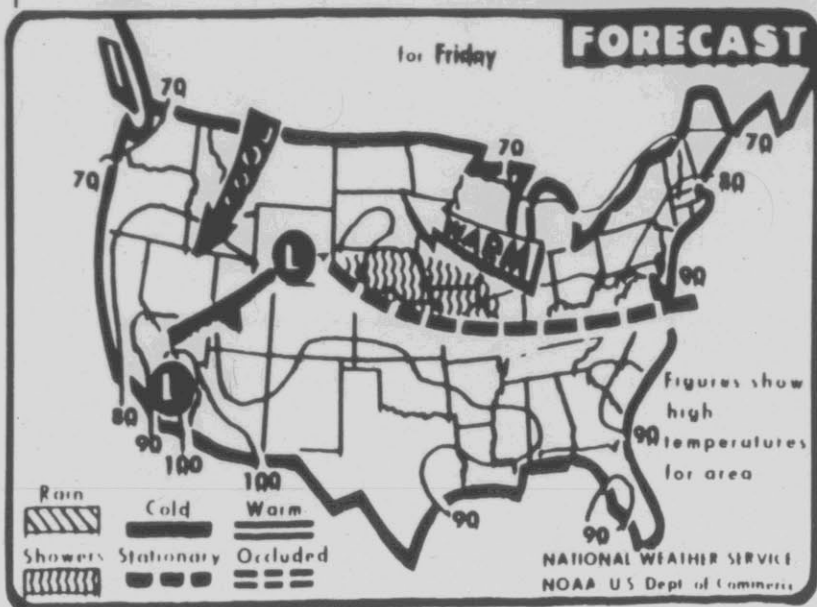 FORECAST
for Friday
70
70
70
70
80
COOL
L
WARM
90
L
80
90
100
100
90
90
90
Figures show
high
temperatures
for area
Rain
Cold
Warm
Showers
Stationary
Occluded
NATIONAL WEATHER SERVICE
NOAA U S Dept of Commerce